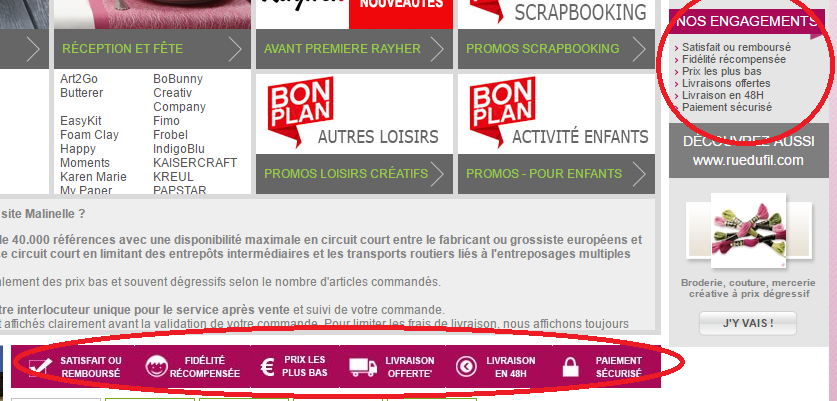 RÉCEPTION ET FÊTE
Art2Go
Butterer
EasyKit
Foam Clay
Happy
Moments
Karen Marie
My Paper
BoBunny
Creativ
Company
Fimo
Frobel
IndigoBlu
KAISERCRAFT
KREUL
PAPSTAR
NOUVEAUTÉS
AVANT PREMIERE RAYHER
BON
PLAN
SCRAPBOOKING
PROMOS SCRAPBOOKING
BON
PLAN
AUTRES LOISIRS
PROMOS LOISIRS CRÉATIFS
BON
PLAN
ACTIVITÉ ENFANTS
PROMOS - POUR ENFANTS
NOS ENGAGEMENTS
Satisfait ou remboursé
Fidélité récompensée
Prix les plus bas
Livraisons offertes
Livraison en 48H
Paiement sécurisé
DÉCOUVREZ AUSSI
www.ruedufil.com
Broderie, couture, mercerie
créative à prix dégressif
J'Y VAIS !
site Malinelle ?
de 40.000 références avec une disponibilité maximale en circuit court entre le fabricant ou grossiste européens et
ce circuit court en limitant des entrepôts intermédiaires et les transports routiers liés à l'entreposages multiples
alement des prix bas et souvent dégressifs selon le nombre d'articles commandés.
tre interlocuteur unique pour le service après vente et suivi de votre commande.
t affichés clairement avant la validation de votre commande. Pour limiter les frais de livraison, nous affichons toujours
SATISFAIT OU
REMBOURSÉ
FIDÉLITÉ
RÉCOMPENSÉE
€ PRIX LES
PLUS BAS
LIVRAISON
OFFERTE*
LIVRAISON
EN 48H
PAIEMENT
SÉCURISÉ